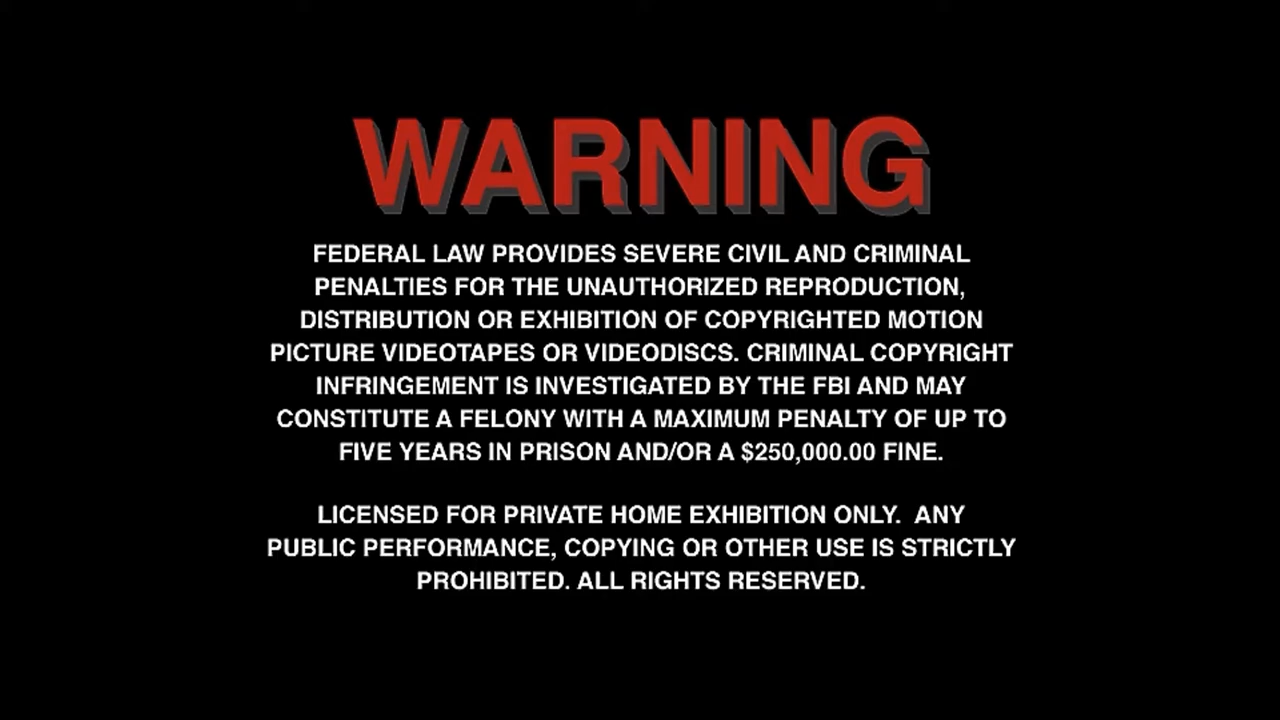 WARNING
FEDERAL LAW PROVIDES SEVERE CIVIL AND CRIMINAL
PENALTIES FOR THE UNAUTHORIZED REPRODUCTION,
DISTRIBUTION OR EXHIBITION OF COPYRIGHTED MOTION
PICTURE VIDEOTAPES OR VIDEODISCS. CRIMINAL COPYRIGHT
INFRINGEMENT IS INVESTIGATED BY THE FBI AND MAY
CONSTITUTE A FELONY WITH A MAXIMUM PENALTY OF UP TO
FIVE YEARS IN PRISON AND/OR A $250,000.00 FINE.
LICENSED FOR PRIVATE HOME EXHIBITION ONLY.  ANY
PUBLIC PERFORMANCE, COPYING OR OTHER USE IS STRICTLY
PROHIBITED. ALL RIGHTS RESERVED.